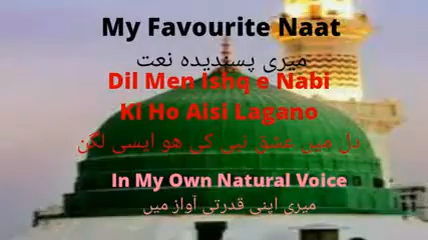 My Favourite Naat
میری پسندیدہ نعت
Dil Men Ishq e Nabi
Ki Ho Aisi Lagano
دل میں عشق نبی کی ھو ایسی لگن
In My Own Natural Voice
میری اپنی قدرتی آواز میں